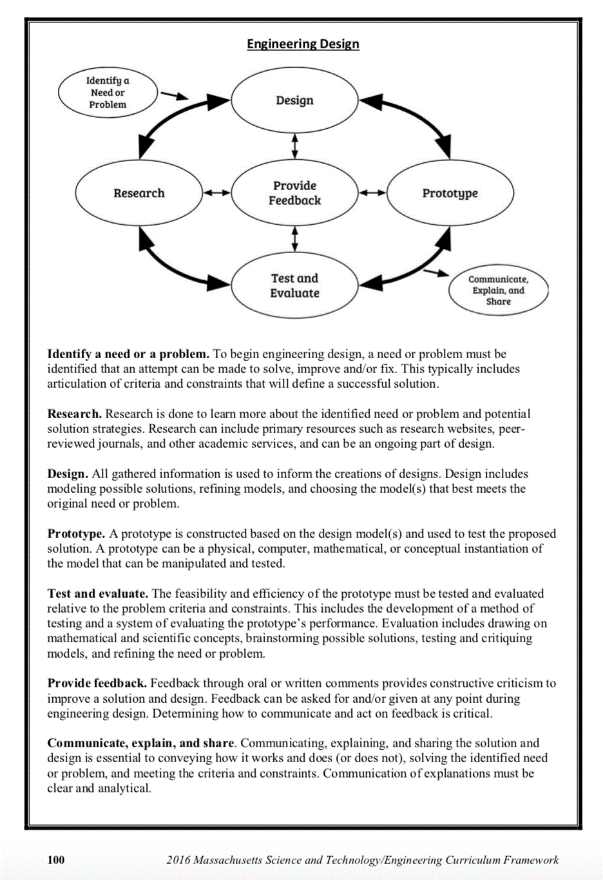 Engineering Design
Identify a
Need or
Problem
Design
Research
Provide
Feedback
Prototype
Test and
Evaluate
Communicate,
Explain, and
Share
Identify a need or a problem. To begin engineering design, a need or problem must be
identified that an attempt can be made to solve, improve and/or fix. This typically includes
articulation of criteria and constraints that will define a successful solution.
Research. Research is done to learn more about the identified need or problem and potential
solution strategies. Research can include primary resources such as research websites, peer-
reviewed journals, and other academic services, and can be an ongoing part of design.
Design. All gathered information is used to inform the creations of designs. Design includes
modeling possible solutions, refining models, and choosing the model(s) that best meets the
original need or problem.
Prototype. A prototype is constructed based on the design model(s) and used to test the proposed
solution. A prototype can be a physical, computer, mathematical, or conceptual instantiation of
the model that can be manipulated and tested.
Test and evaluate. The feasibility and efficiency of the prototype must be tested and evaluated
relative to the problem criteria and constraints. This includes the development of a method of
testing and a system of evaluating the prototype's performance. Evaluation includes drawing on
mathematical and scientific concepts, brainstorming possible solutions, testing and critiquing
models, and refining the need or problem.
Provide feedback. Feedback through oral or written comments provides constructive criticism to
improve a solution and design. Feedback can be asked for and/or given at any point during
engineering design. Determining how to communicate and act on feedback is critical.
Communicate, explain, and share. Communicating, explaining, and sharing the solution and
design is essential to conveying how it works and does (or does not), solving the identified need
or problem, and meeting the criteria and constraints. Communication of explanations must be
clear and analytical.
100 2016 Massachusetts Science and Technology/Engineering Curriculum Framework